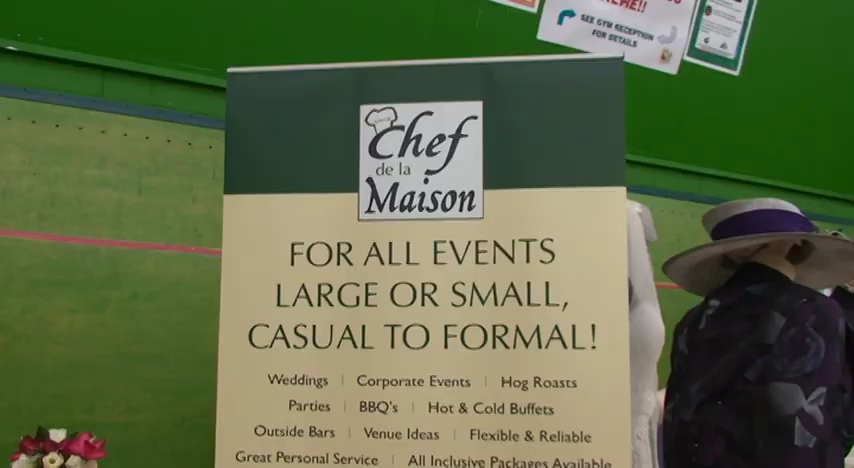 SEE GYM RECEPTION
FOR DETAILS
Chef
de la
Maison
FOR ALL EVENTS
LARGE OR SMALL,
CASUAL TO FORMAL!
Weddings | Corporate Events | Hog Roasts
Parties | BBQ's | Hot & Cold Buffets
Outside Bars | Venue Ideas | Flexible & Reliable
Great Personal Service | All Inclusive Packages Available